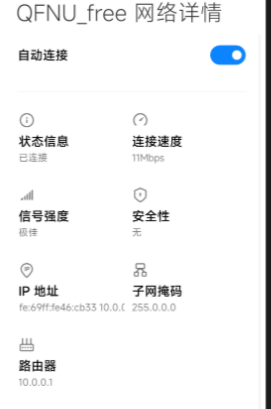 QFNU_free 网络详情
自动连接
状态信息
已连接
连接速度
11Mbps
信号强度
极佳
安全性
无
IP 地址
fe:69ff:fe46:cb33 10.0.(
子网掩码
255.0.0.0
路由器
10.0.0.1